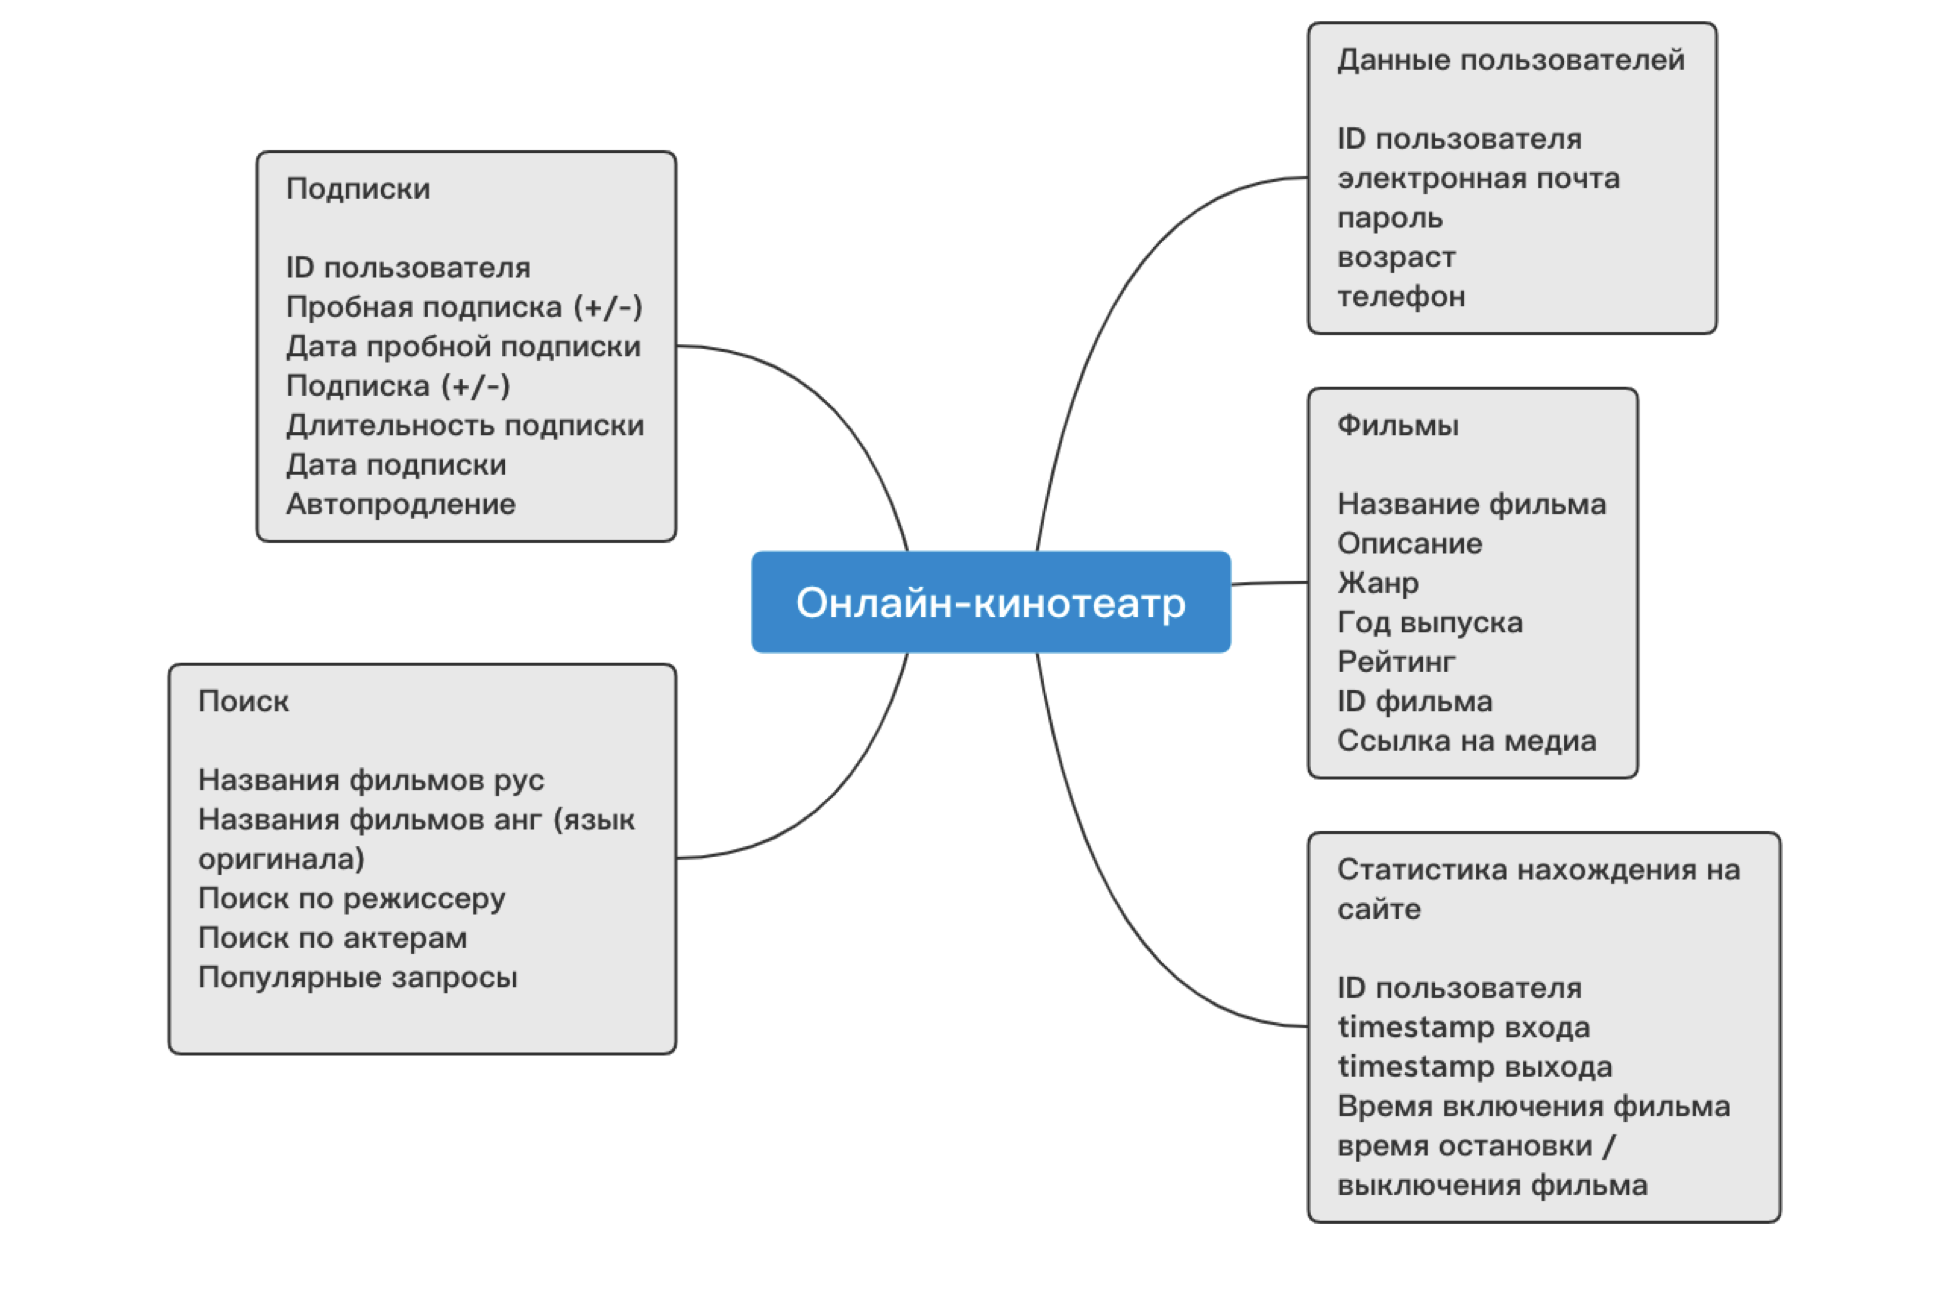 Подписки
ID пользователя
Пробная подписка (+/-)
Дата пробной подписки
Подписка (+/-)
Длительность подписки
Дата подписки
Автопродление
Поиск
Названия фильмов рус
Названия фильмов анг (язык
оригинала)
Поиск по режиссеру
Поиск по актерам
Популярные запросы
Онлайн-кинотеатр
Данные пользователей
ID пользователя
электронная почта
пароль
возраст
телефон
Фильмы
Название фильма
Описание
Жанр
Год выпуска
Рейтинг
ID фильма
Ссылка на медиа
Статистика нахождения на
сайте
ID пользователя
timestamp входа
timestamp выхода
Время включения фильма
время остановки /
выключения фильма